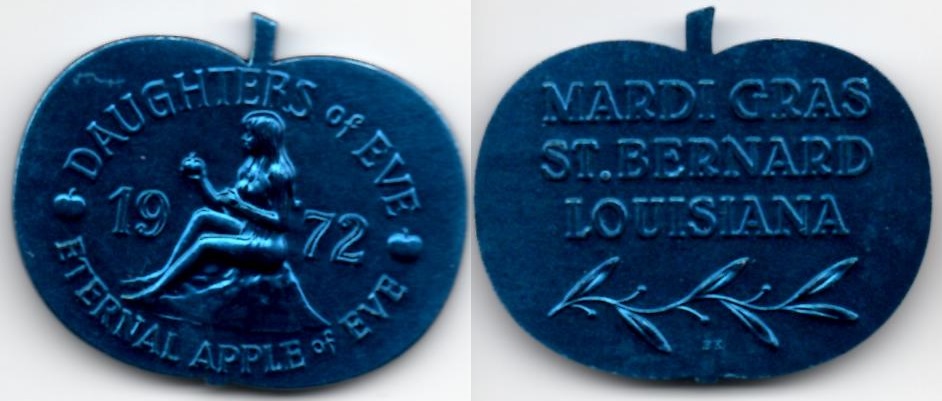 DAUGHTERS of EVE
19 72
ETERNAL APPLE of EVE
MARDI GRAS
ST. BERNARD
LOUISIANA